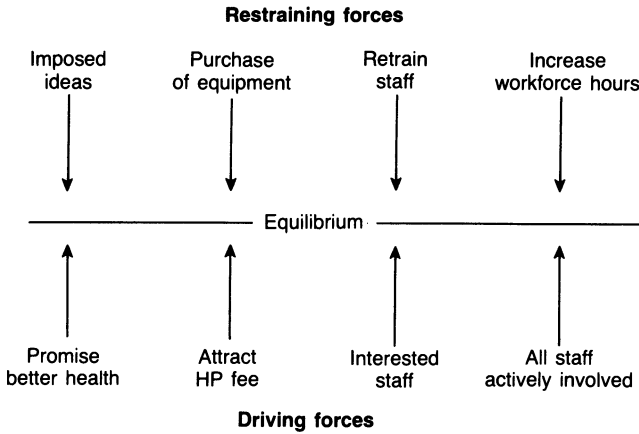 Restraining forces
Imposed
ideas
Purchase
of equipment
Retrain
staff
Increase
workforce hours
Equilibrium
Promise
better health
Attract
HP fee
Interested
staff
All staff
actively involved
Driving forces